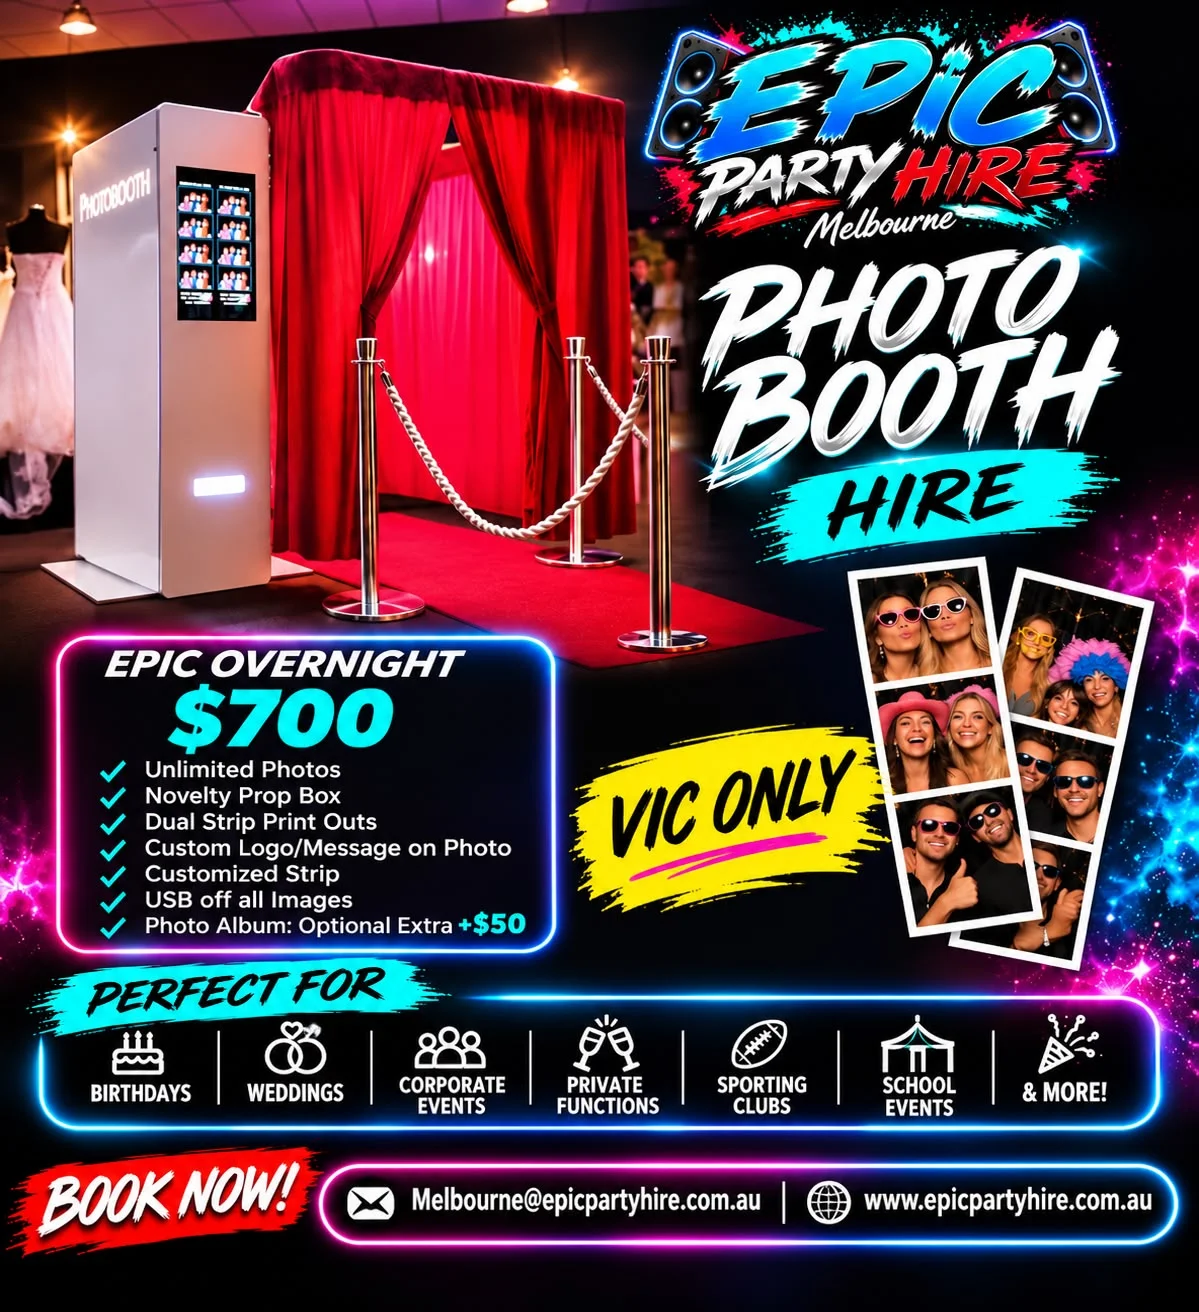 EPIC
PARTY HIRE
Melbourne
PHOTOBOOTH
PHOTO
BOOTH
HIRE
EPIC OVERNIGHT
$700
Unlimited Photos
Novelty Prop Box
Dual Strip Print Outs
Custom Logo/Message on Photo
Customized Strip
USB off all Images
Photo Album: Optional Extra +$50
VIC ONLY
PERFECT FOR
BIRTHDAYS
WEDDINGS
CORPORATE
EVENTS
PRIVATE
FUNCTIONS
SPORTING
CLUBS
SCHOOL
EVENTS
& MORE!
BOOK NOW!
Melbourne@epicpartyhire.com.au
www.epicpartyhire.com.au